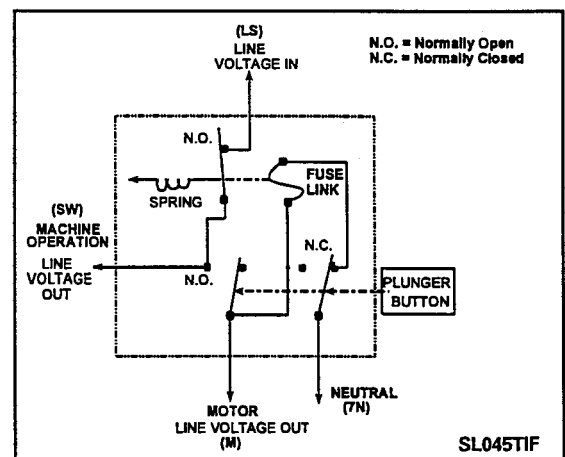 (LS)
LINE
VOLTAGE IN
N.O. = Normally Open
N.C. = Normally Closed
N.O.
FUSE
LINK
SPRING
(SW)
MACHINE
OPERATION
LINE
VOLTAGE
OUT
N.O.
N.C.
PLUNGER
BUTTON
NEUTRAL
(7N)
MOTOR
LINE VOLTAGE OUT
(M)
SL045TIF